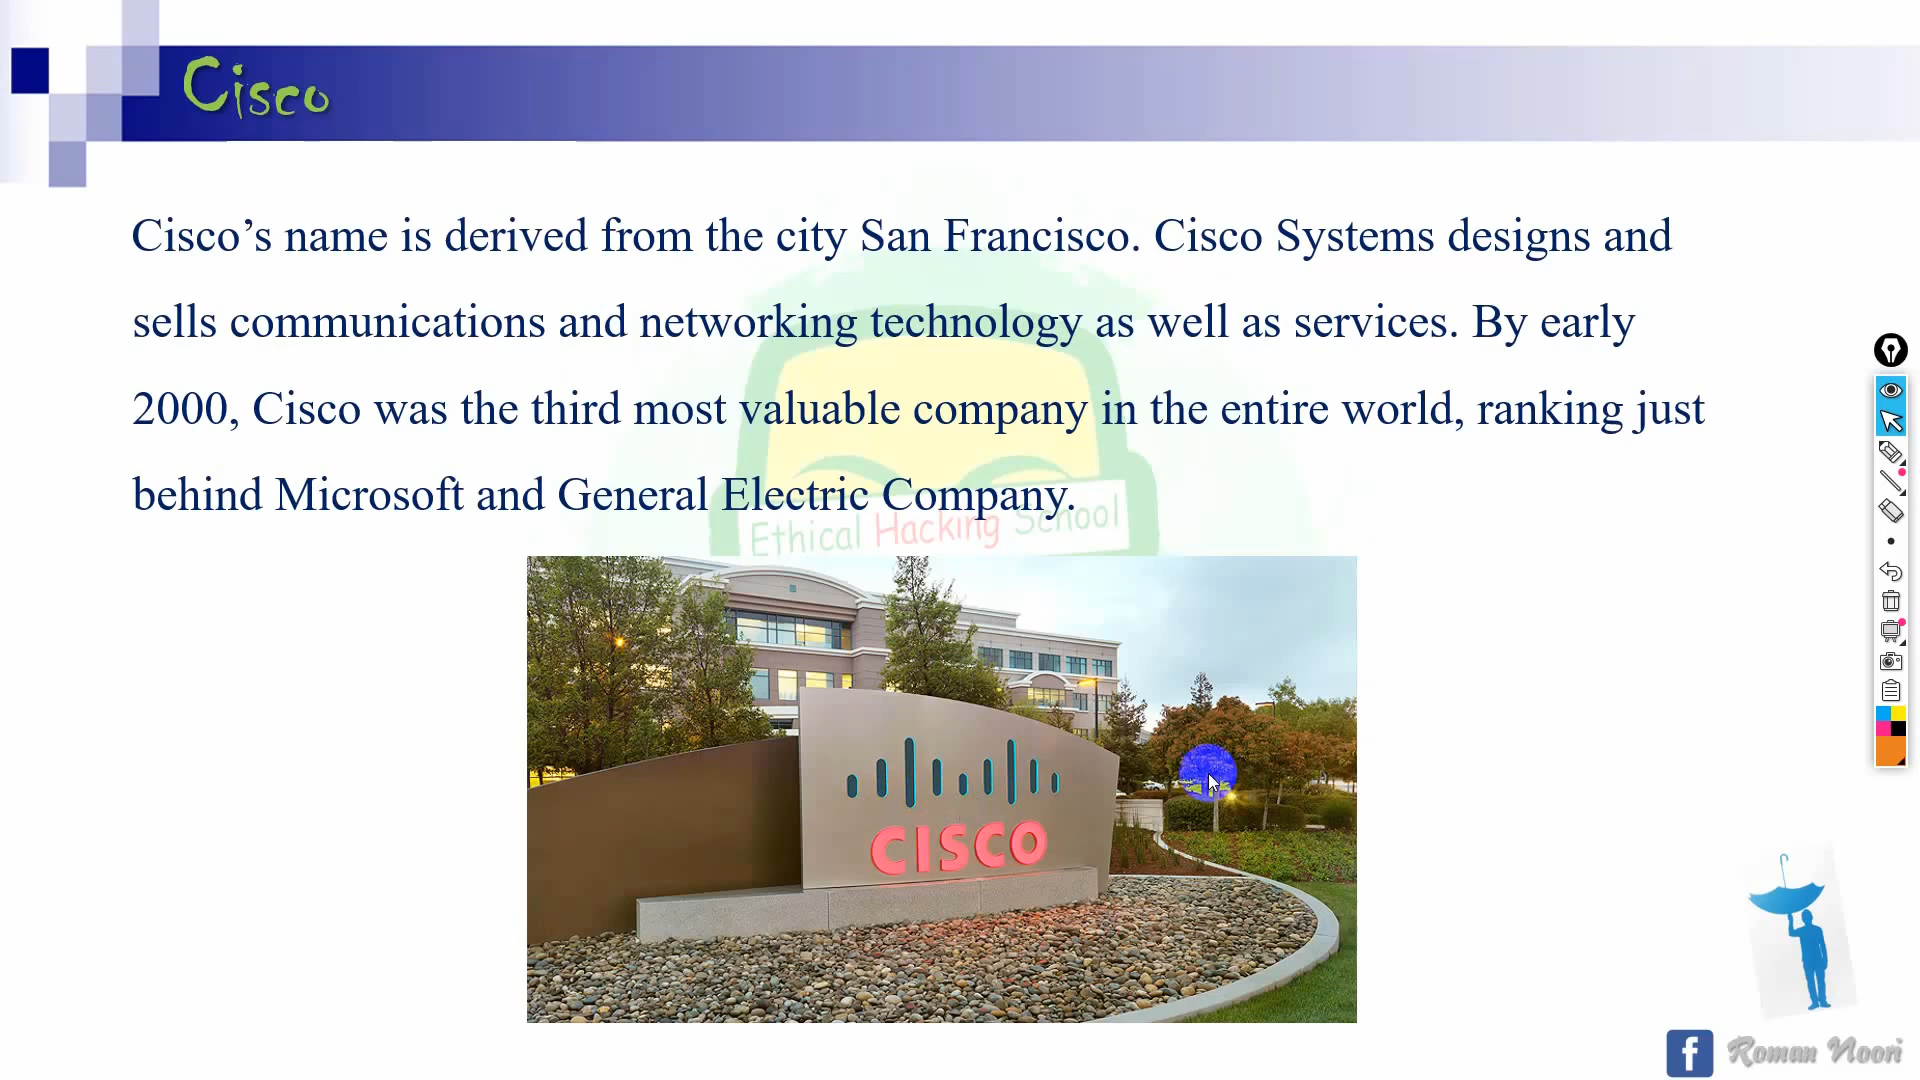 Cisco
Cisco’s name is derived from the city San Francisco. Cisco Systems designs and
sells communications and networking technology as well as services. By early
2000, Cisco was the third most valuable company in the entire world, ranking just
behind Microsoft and General Electric Company.
Ethical Hacking School
CISCO
f Roman Noori